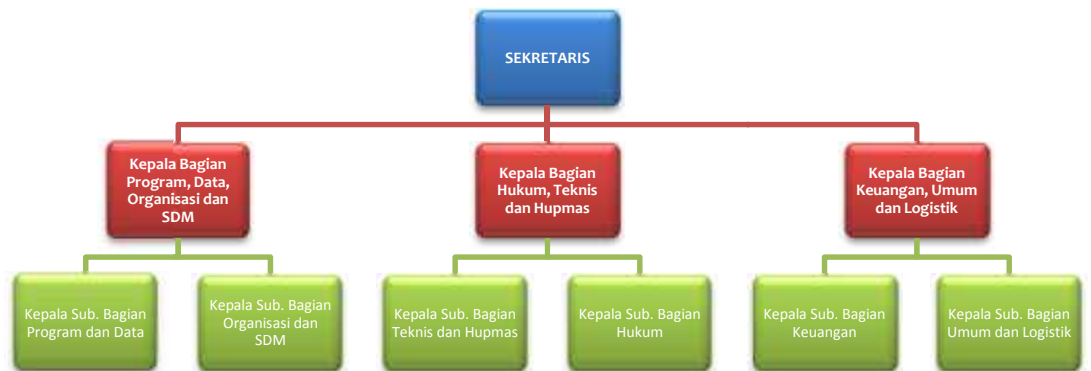 SEKRETARIS
Kepala Bagian
Program, Data,
Organisasi dan
SDM
Kepala Bagian
Hukum, Teknis
dan Hupmas
Kepala Bagian
Keuangan, Umum
dan Logistik
Kepala Sub. Bagian
Program dan Data
Kepala Sub. Bagian
Organisasi dan
SDM
Kepala Sub. Bagian
Teknis dan Hupmas
Kepala Sub. Bagian
Hukum
Kepala Sub. Bagian
Keuangan
Kepala Sub. Bagian
Umum dan Logistik